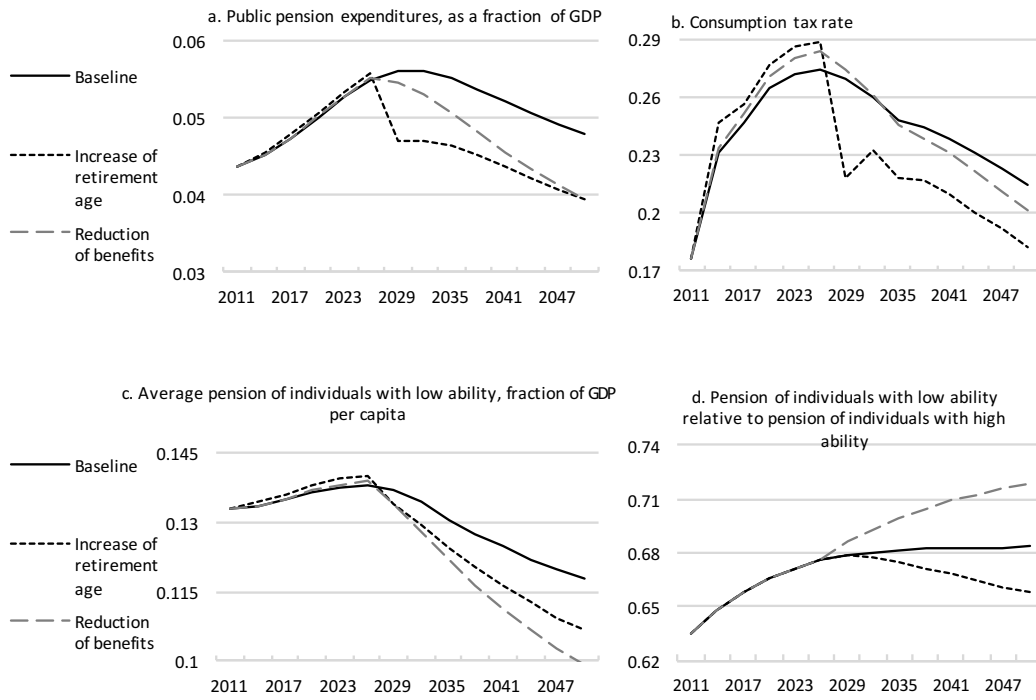 a. Public pension expenditures, as a fraction of GDP
0.06
0.05
0.04
0.03
2011 2017 2023 2029 2035 2041 2047
Baseline
Increase of
retirement
age
Reduction
of benefits
b. Consumption tax rate
0.29
0.26
0.23
0.2
0.17
2011 2017 2023 2029 2035 2041 2047
c. Average pension of individuals with low ability, fraction of GDP
per capita
0.145
0.13
0.115
0.1
2011 2017 2023 2029 2035 2041 2047
Baseline
Increase of
retirement
age
Reduction
of benefits
d. Pension of individuals with low ability
relative to pension of individuals with high
ability
0.74
0.71
0.68
0.65
0.62
2011 2017 2023 2029 2035 2041 2047